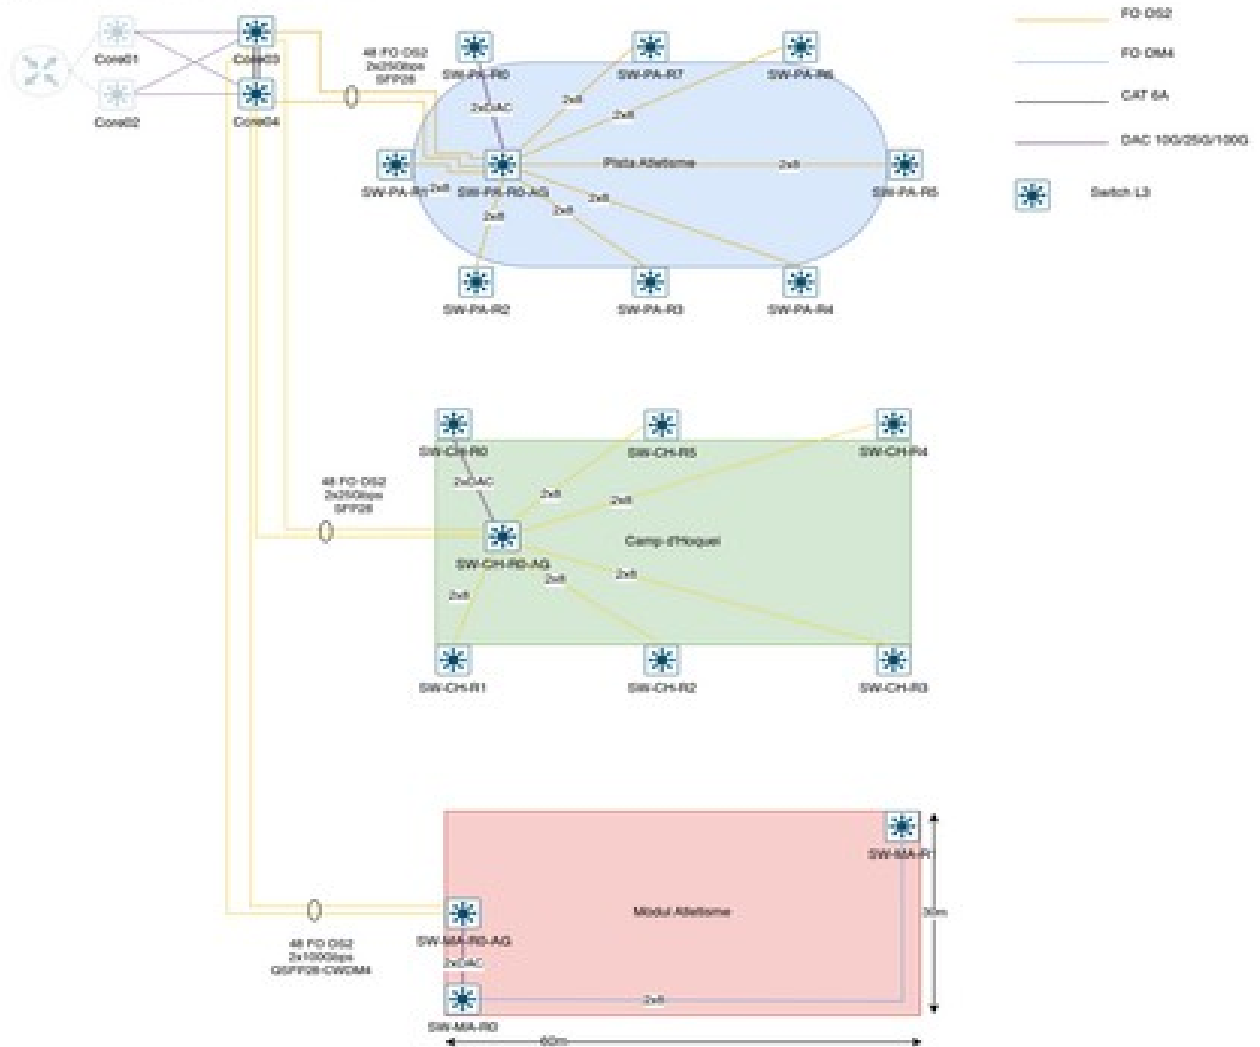 Core01
Core03
Core02
Core04
48 FO OS2
2x25Gbps
SFP28
SW-PA-R0
SW-PA-R7
SW-PA-R6
2xDAC
2x8
2x8
Pista Atletisme
2x8
SW-PA-R1
2x8
SW-PA-R0-AG
2x8
SW-PA-R5
2x8
2x8
SW-PA-R2
SW-PA-R3
SW-PA-R4
FO OS2
FO OM4
CAT 6A
DAC 10G/25G/100G
Switch L3
SW-CH-R0
SW-CH-R5
SW-CH-R4
48 FO OS2
2x25Gbps
SFP28
2xDAC
2x8
2x8
Camp d'Hoquei
SW-CH-R0-AG
2x8
2x8
2x8
SW-CH-R1
SW-CH-R2
SW-CH-R3
SW-MA-R1
Mòdul Atletisme
30m
SW-MA-R0-AG
48 FO OS2
2x100Gbps
QSFP28-CWDM4
2xDAC
2x8
SW-MA-R0
60m